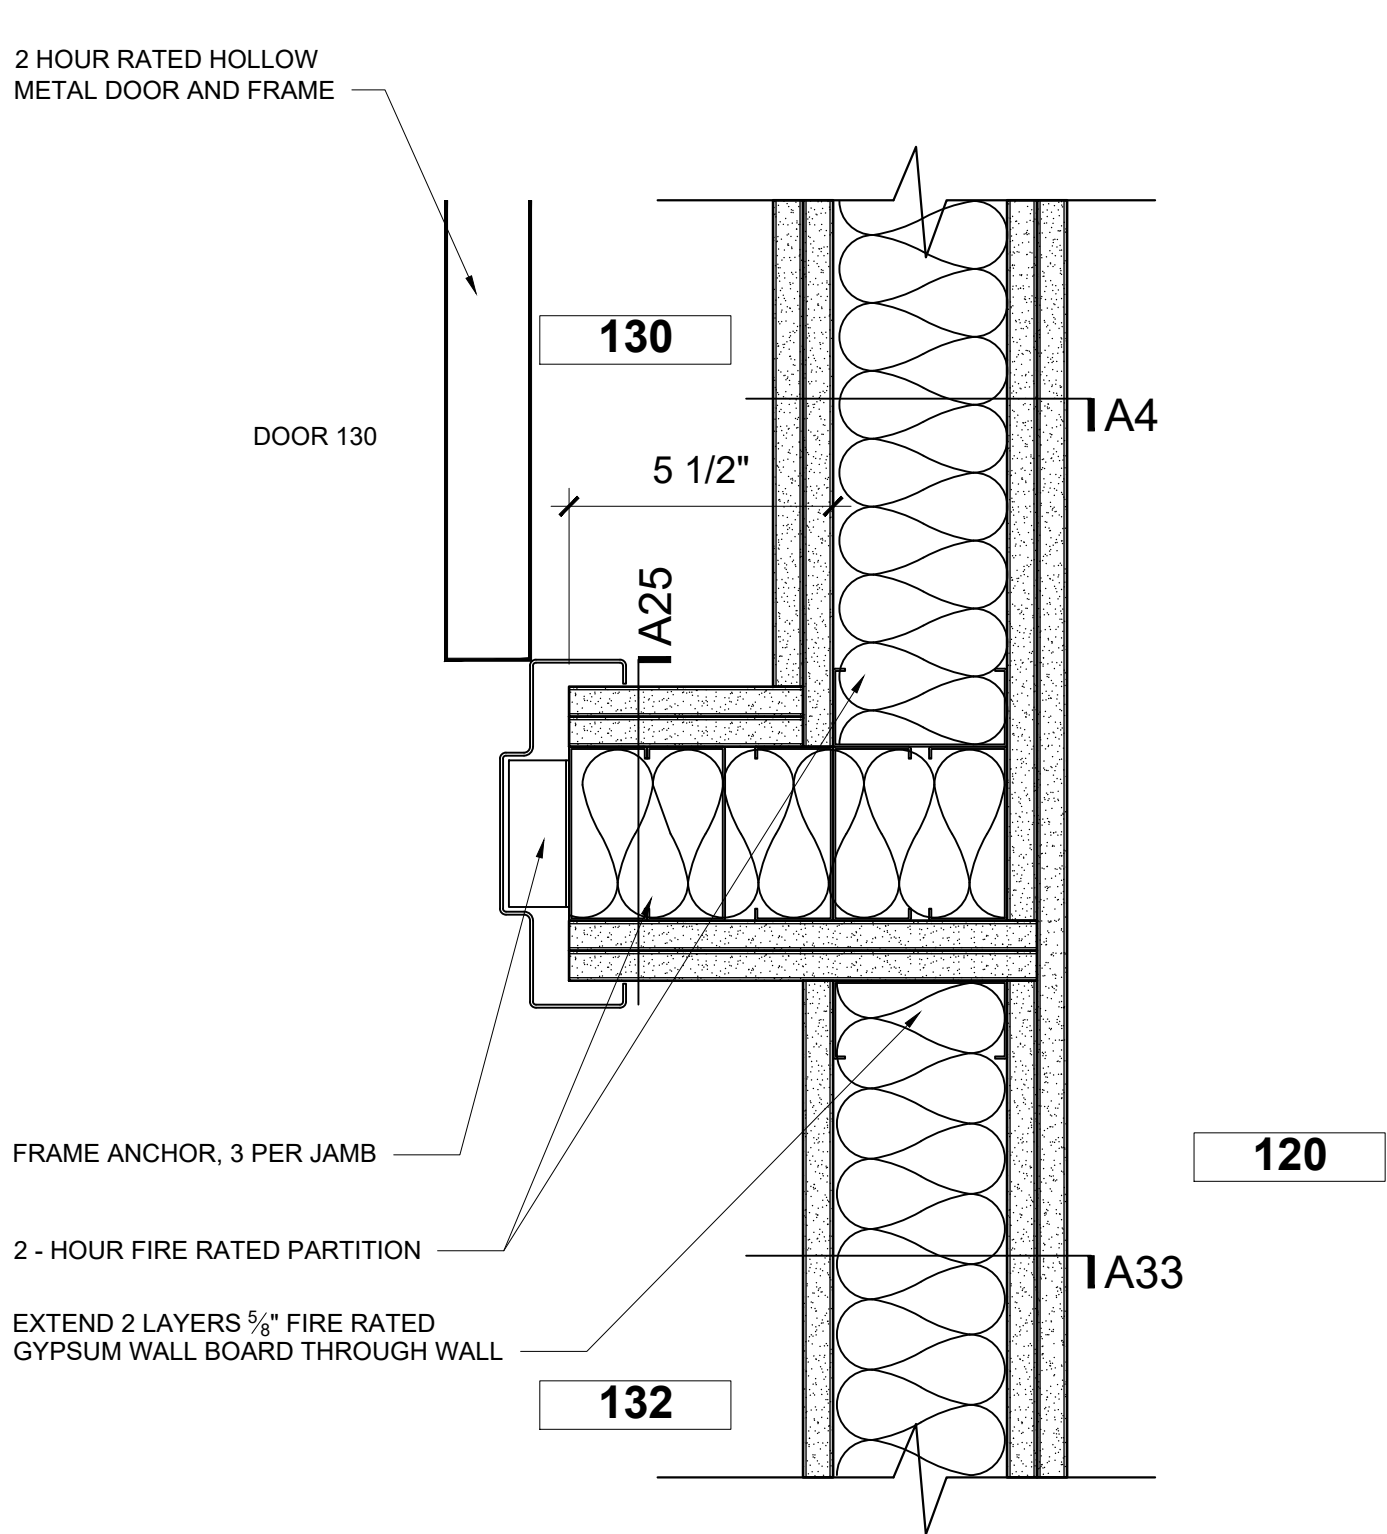 2 HOUR RATED HOLLOW
METAL DOOR AND FRAME
130
A4
DOOR 130
5 1/2"
A25
FRAME ANCHOR, 3 PER JAMB
120
2 - HOUR FIRE RATED PARTITION
A33
EXTEND 2 LAYERS ⅝" FIRE RATED
GYPSUM WALL BOARD THROUGH WALL
132